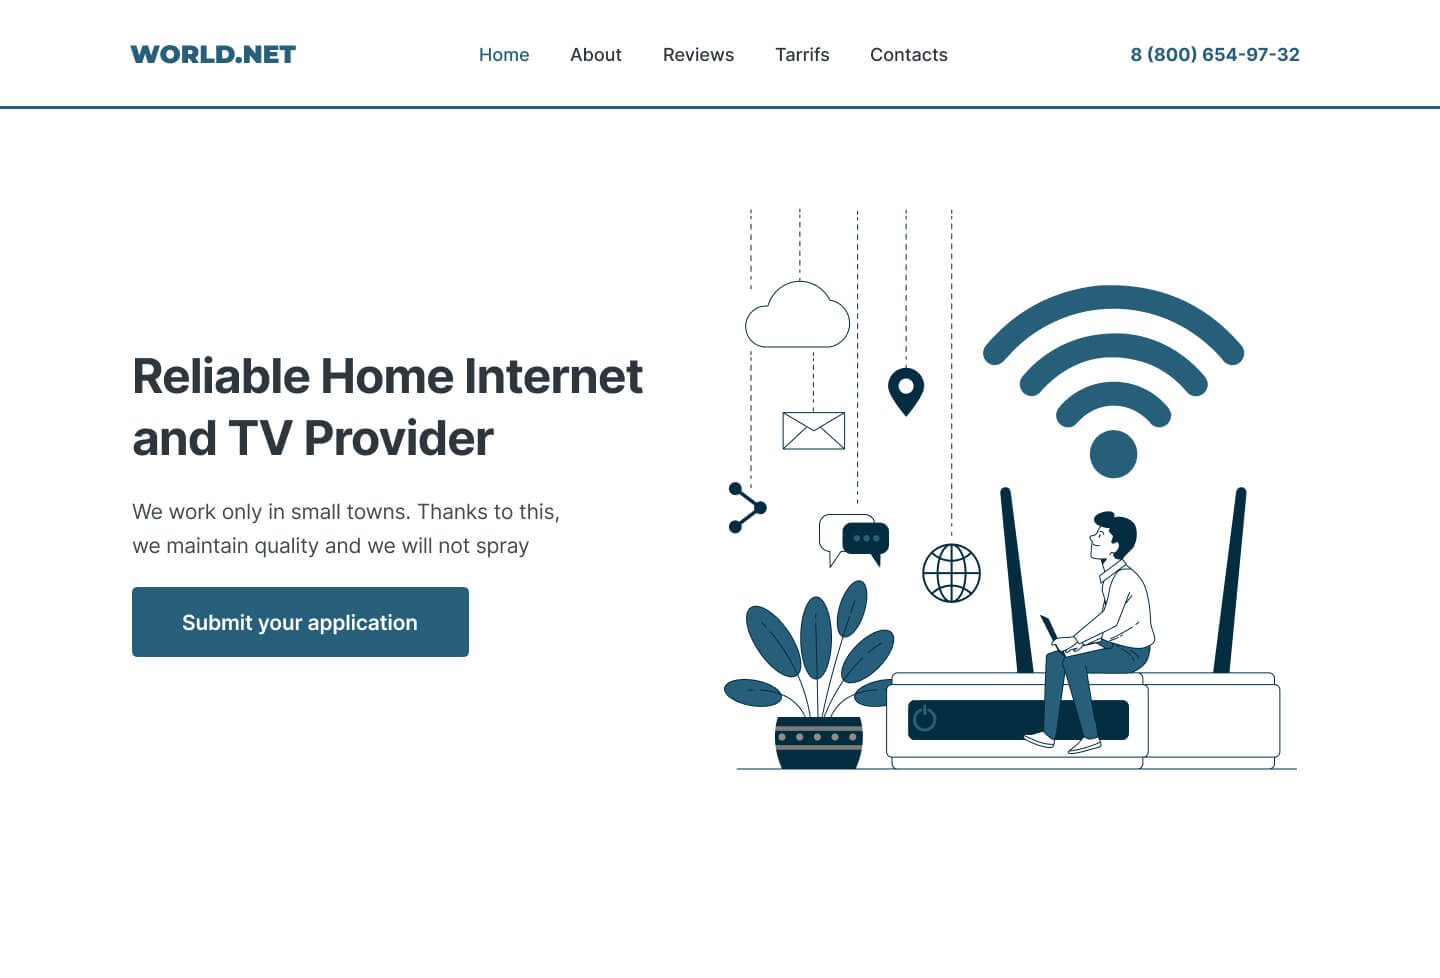 WORLD.NET
Home
About
Reviews
Tarrifs
Contacts
8 (800) 654-97-32
Reliable Home Internet
and TV Provider
We work only in small towns. Thanks to this,
we maintain quality and we will not spray
Submit your application